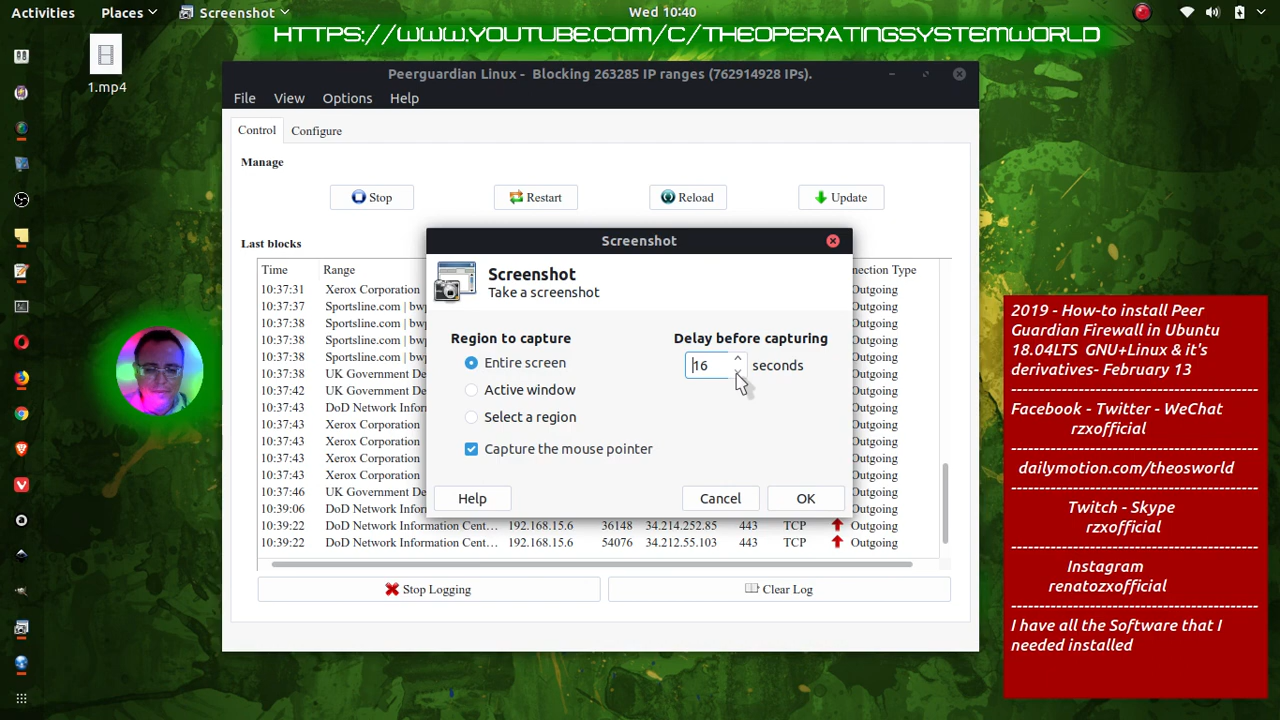 Activities Places Screenshot Wed 10:40
HTTPS://WWW.YOUTUBE.COM/C/THEOPERATINGSYSTEMWORLD
1.mp4
Peerguardian Linux - Blocking 263285 IP ranges (762914928 IPs).
File View Options Help
Control Configure
Manage
Stop Restart Reload Update
Last blocks
Time Range nection Type
10:37:31 Xerox Corporation Outgoing
10:37:37 Sportsline.com | bwp Outgoing
10:37:38 Sportsline.com | bwp Outgoing
10:37:38 Sportsline.com | bwp Outgoing
10:37:38 Sportsline.com | bwp Outgoing
10:37:38 UK Government De Outgoing
10:37:42 UK Government De Outgoing
10:37:43 DoD Network Infor Outgoing
10:37:43 Xerox Corporation Outgoing
10:37:43 Xerox Corporation Outgoing
10:37:43 Xerox Corporation Outgoing
10:37:43 Xerox Corporation Outgoing
10:37:46 UK Government De Outgoing
10:39:06 DoD Network Infor Outgoing
10:39:22 DoD Network Information Cent... 192.168.15.6 36148 34.214.252.85 443 TCP Outgoing
10:39:22 DoD Network Information Cent... 192.168.15.6 54076 34.212.55.103 443 TCP Outgoing
Stop Logging Clear Log
Screenshot
Screenshot
Take a screenshot
Region to capture
Entire screen
Active window
Select a region
Capture the mouse pointer
Delay before capturing
16 seconds
Help Cancel OK
2019 - How-to install Peer
Guardian Firewall in Ubuntu
18.04LTS GNU+Linux & it's
derivatives- February 13
----------------------------------------
Facebook - Twitter - WeChat
rzxofficial
----------------------------------------
dailymotion.com/theosworld
----------------------------------------
Twitch - Skype
rzxofficial
----------------------------------------
Instagram
renatozxofficial
----------------------------------------
I have all the Software that I
needed installed